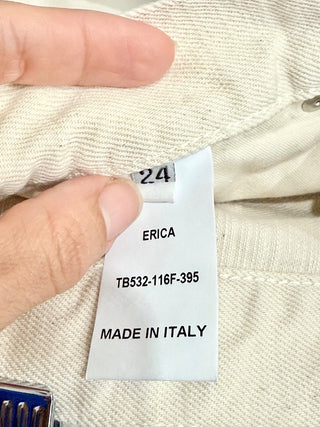 24
ERICA
TB532-116F-395
MADE IN ITALY